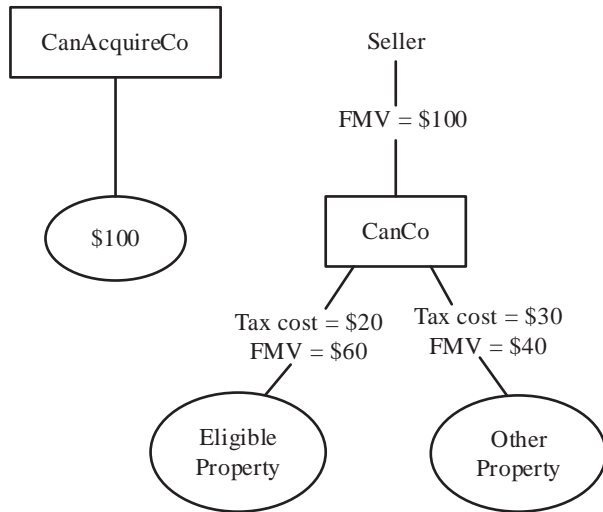 CanAcquireCo
$100
Seller
FMV = $100
CanCo
Tax cost = $20
FMV = $60
Tax cost = $30
FMV = $40
Eligible
Property
Other
Property